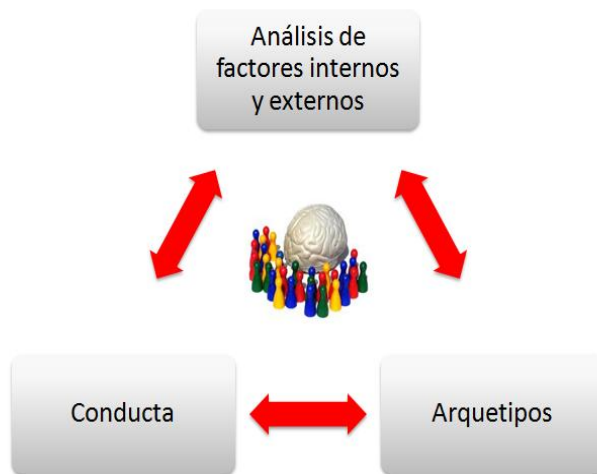 Análisis de
factores internos
y externos
Conducta
Arquetipos